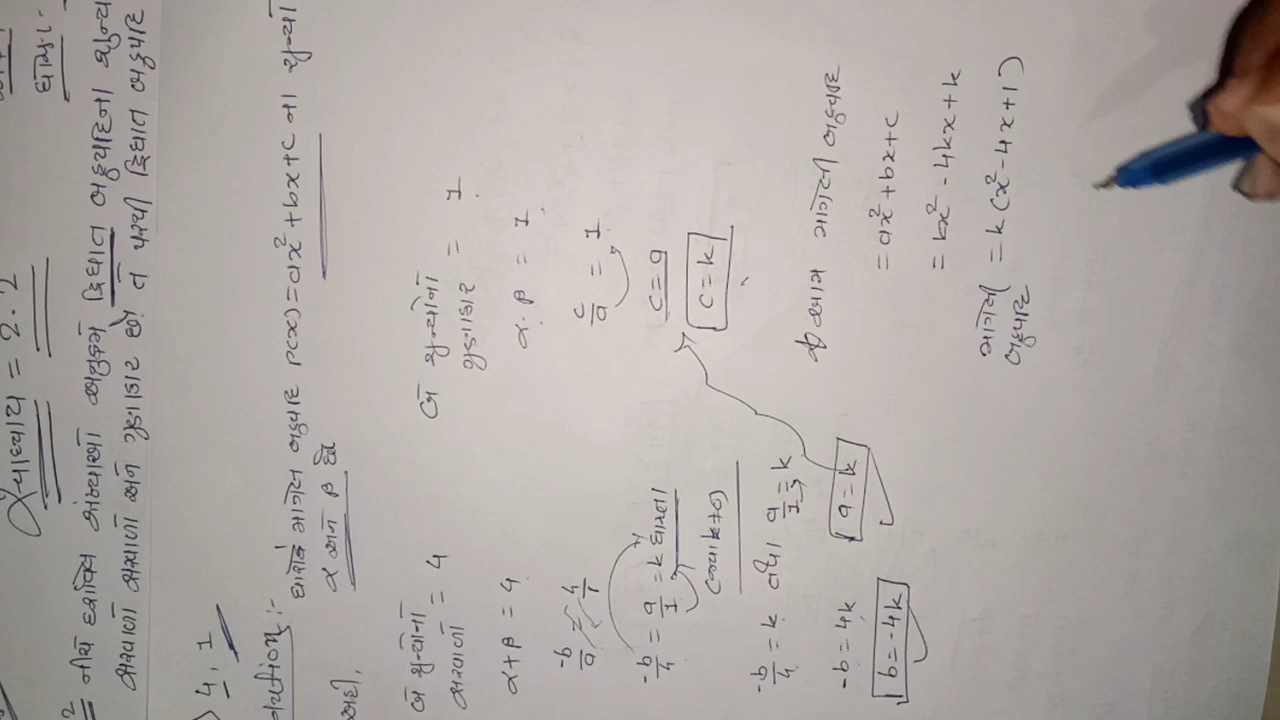 સ્વાધ્યાય = 2.2
2 નીચે દર્શાવેલ સંખ્યાઓ અનુક્રમે દ્વિઘાત બહુપદીના શૂન્યો
સરવાળો અને ગુણાકાર હોય તે પરથી દ્વિઘાત બહુપદી
4, 1
ધારો કે માગેલ બહુપદી p(x) = ax² + bx + c ના શૂન્યો
α અને β છે
અહીં,
બે શૂન્યોનો
સરવાળો = 4
α + β = 4
-b/a = 4/1
-b/4 = a/1 = k ધારતા
જ્યાં k ≠ 0
-b/4 = k તથા a/1 = k
-b = 4k
a = k
b = -4k
બે શૂન્યોનો
ગુણાકાર = 1
α . β = 1
c/a = 1
c = a
c = k
માગેલી બહુપદી
= ax² + bx + c
= kx² - 4kx + k
માગેલી = k (x² - 4x + 1)
બહુપદી